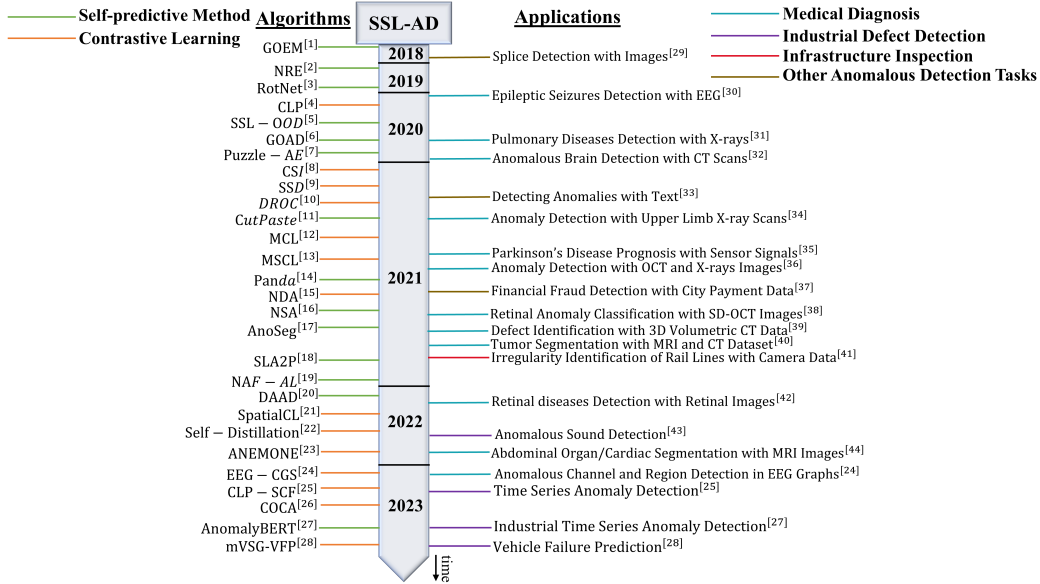 Self-predictive Method
Contrastive Learning
Algorithms
SSL-AD
Applications
Medical Diagnosis
Industrial Defect Detection
Infrastructure Inspection
Other Anomalous Detection Tasks
GOEM[1]
NRE[2]
RotNet[3]
CLP[4]
SSL − OOD[5]
GOAD[6]
Puzzle − AE[7]
CSI[8]
SSD[9]
DROC[10]
CutPaste[11]
MCL[12]
MSCL[13]
Panda[14]
NDA[15]
NSA[16]
AnoSeg[17]
SLA2P[18]
NAF − AL[19]
DAAD[20]
SpatialCL[21]
Self − Distillation[22]
ANEMONE[23]
EEG − CGS[24]
CLP − SCF[25]
COCA[26]
AnomalyBERT[27]
mVSG-VFP[28]
2018
2019
2020
2021
2022
2023
time
Splice Detection with Images[29]
Epileptic Seizures Detection with EEG[30]
Pulmonary Diseases Detection with X-rays[31]
Anomalous Brain Detection with CT Scans[32]
Detecting Anomalies with Text[33]
Anomaly Detection with Upper Limb X-ray Scans[34]
Parkinson's Disease Prognosis with Sensor Signals[35]
Anomaly Detection with OCT and X-rays Images[36]
Financial Fraud Detection with City Payment Data[37]
Retinal Anomaly Classification with SD-OCT Images[38]
Defect Identification with 3D Volumetric CT Data[39]
Tumor Segmentation with MRI and CT Dataset[40]
Irregularity Identification of Rail Lines with Camera Data[41]
Retinal diseases Detection with Retinal Images[42]
Anomalous Sound Detection[43]
Abdominal Organ/Cardiac Segmentation with MRI Images[44]
Anomalous Channel and Region Detection in EEG Graphs[24]
Time Series Anomaly Detection[25]
Industrial Time Series Anomaly Detection[27]
Vehicle Failure Prediction[28]